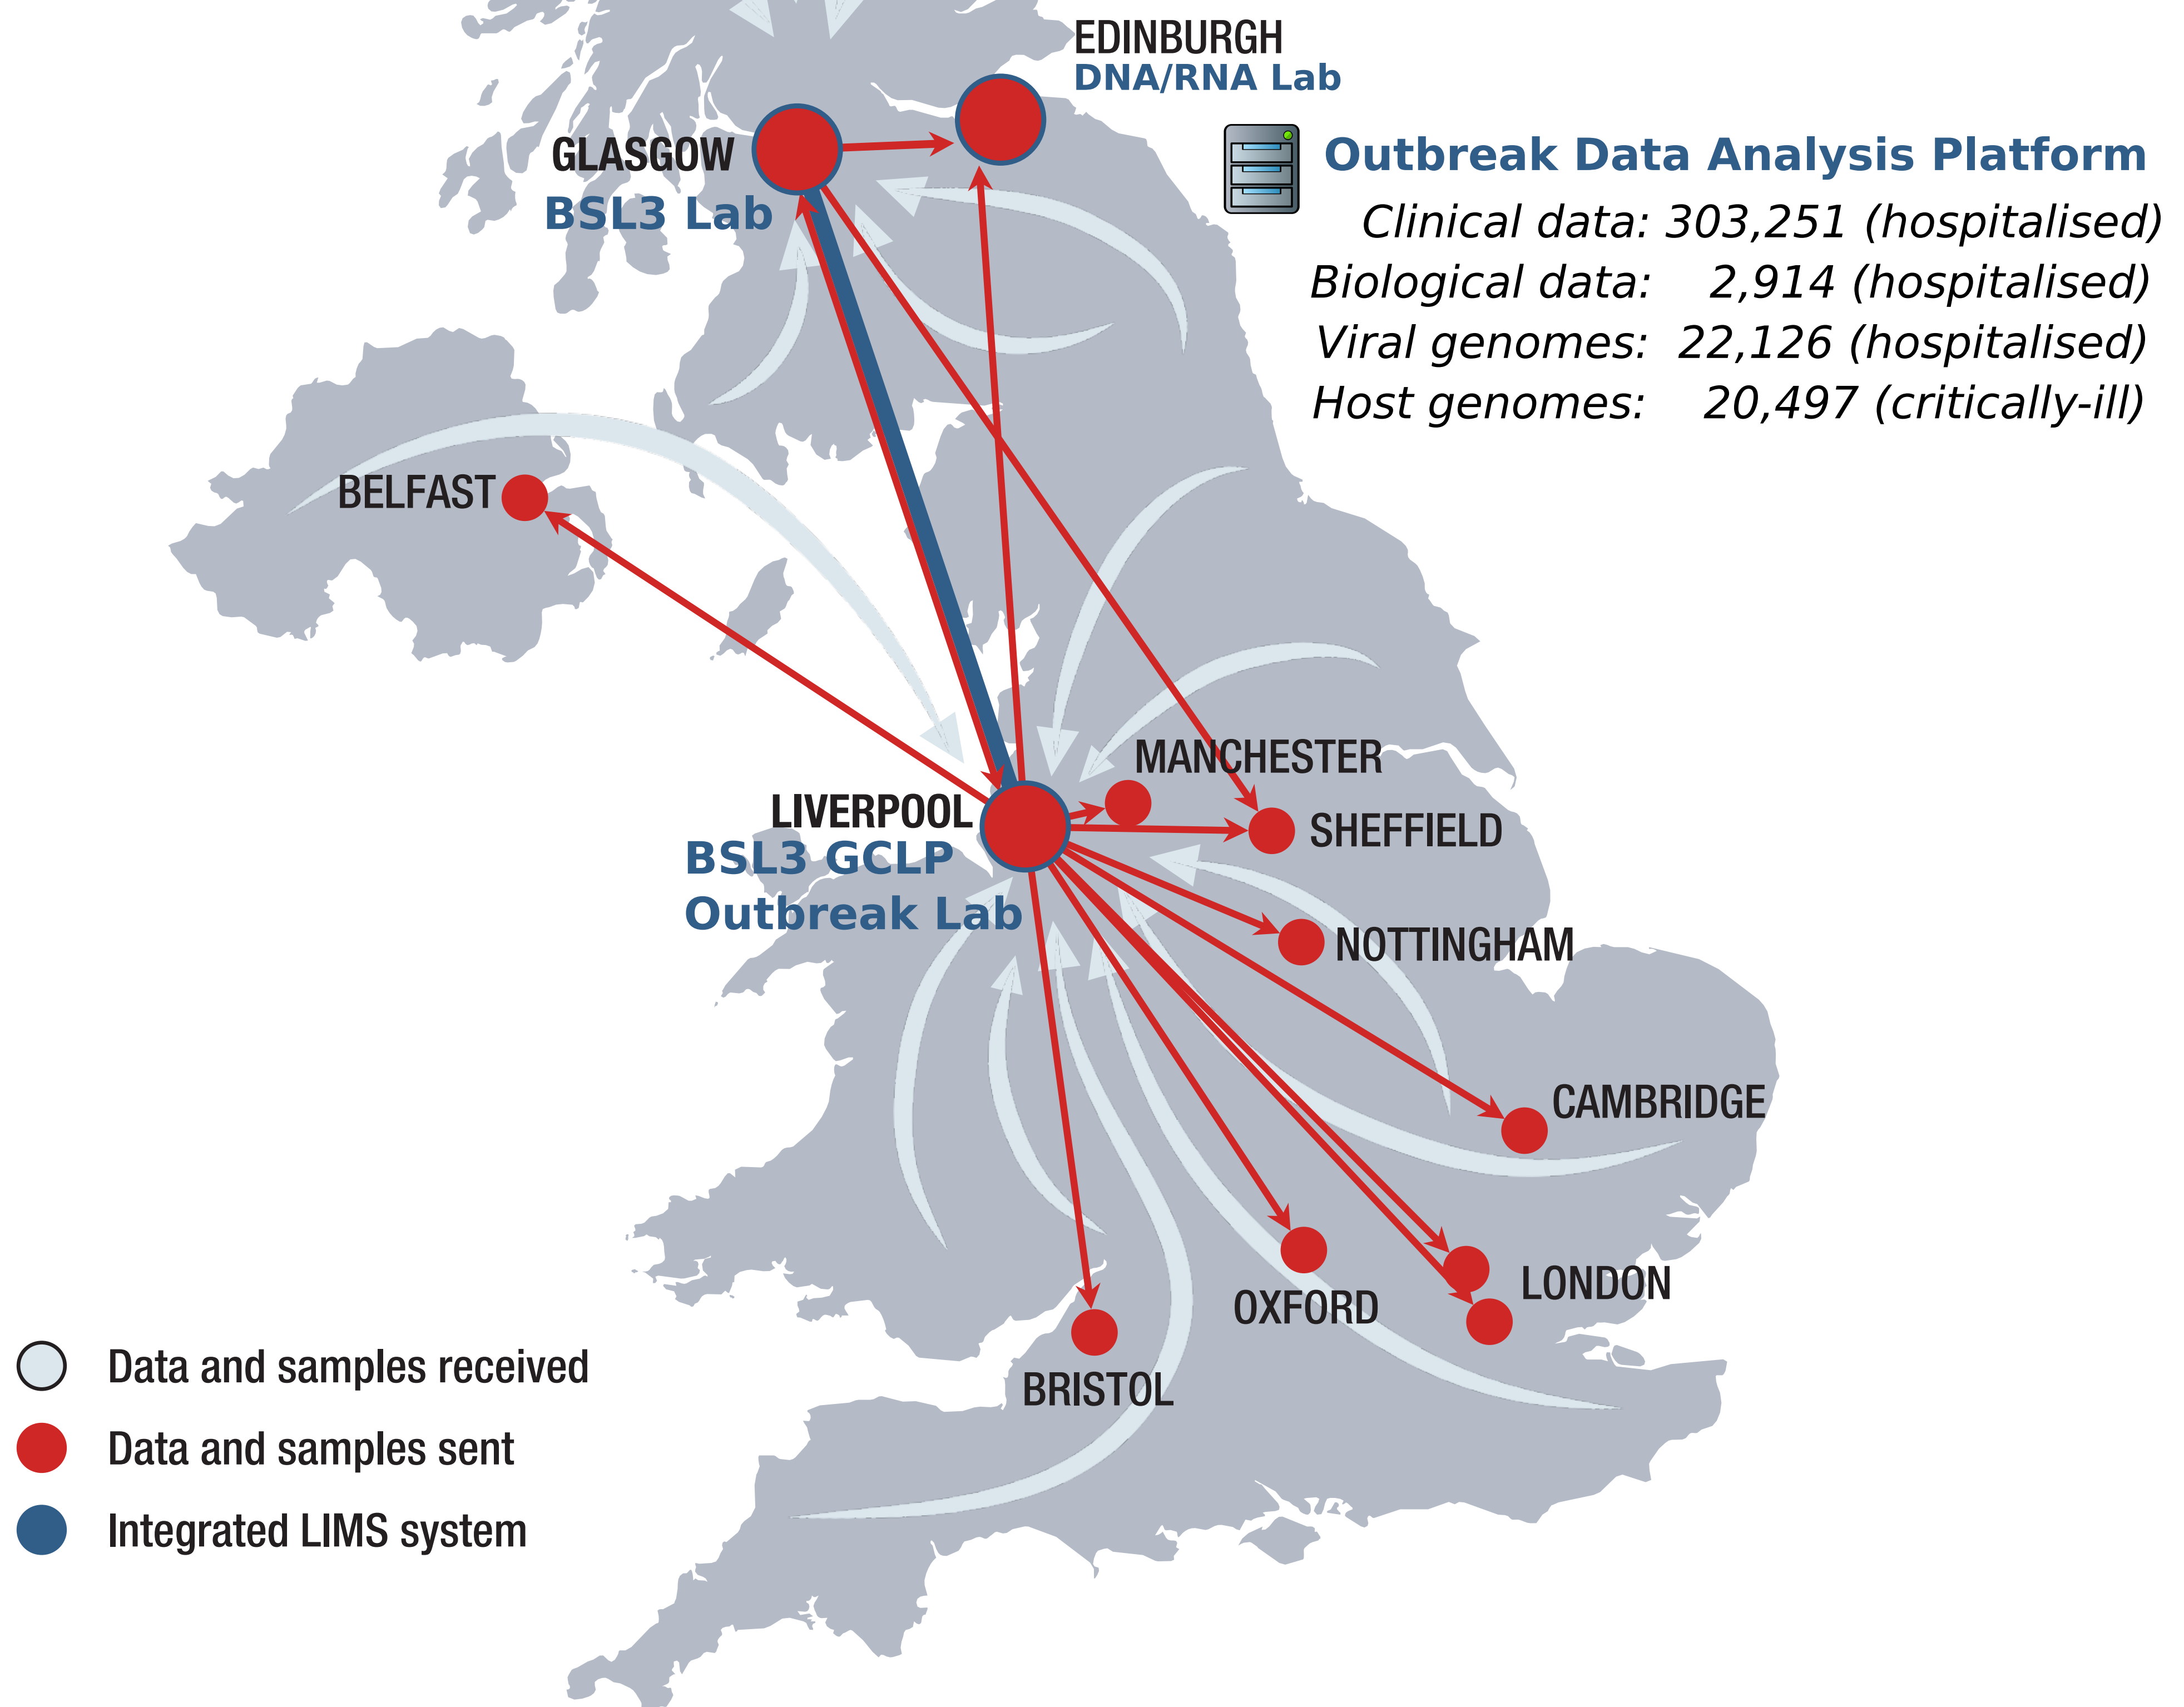 EDINBURGH
DNA/RNA Lab
GLASGOW
BSL3 Lab
Outbreak Data Analysis Platform
Clinical data: 303,251 (hospitalised)
Biological data: 2,914 (hospitalised)
Viral genomes: 22,126 (hospitalised)
Host genomes: 20,497 (critically-ill)
BELFAST
MANCHESTER
LIVERPOOL
BSL3 GCLP
Outbreak Lab
SHEFFIELD
NOTTINGHAM
CAMBRIDGE
LONDON
OXFORD
BRISTOL
Data and samples received
Data and samples sent
Integrated LIMS system